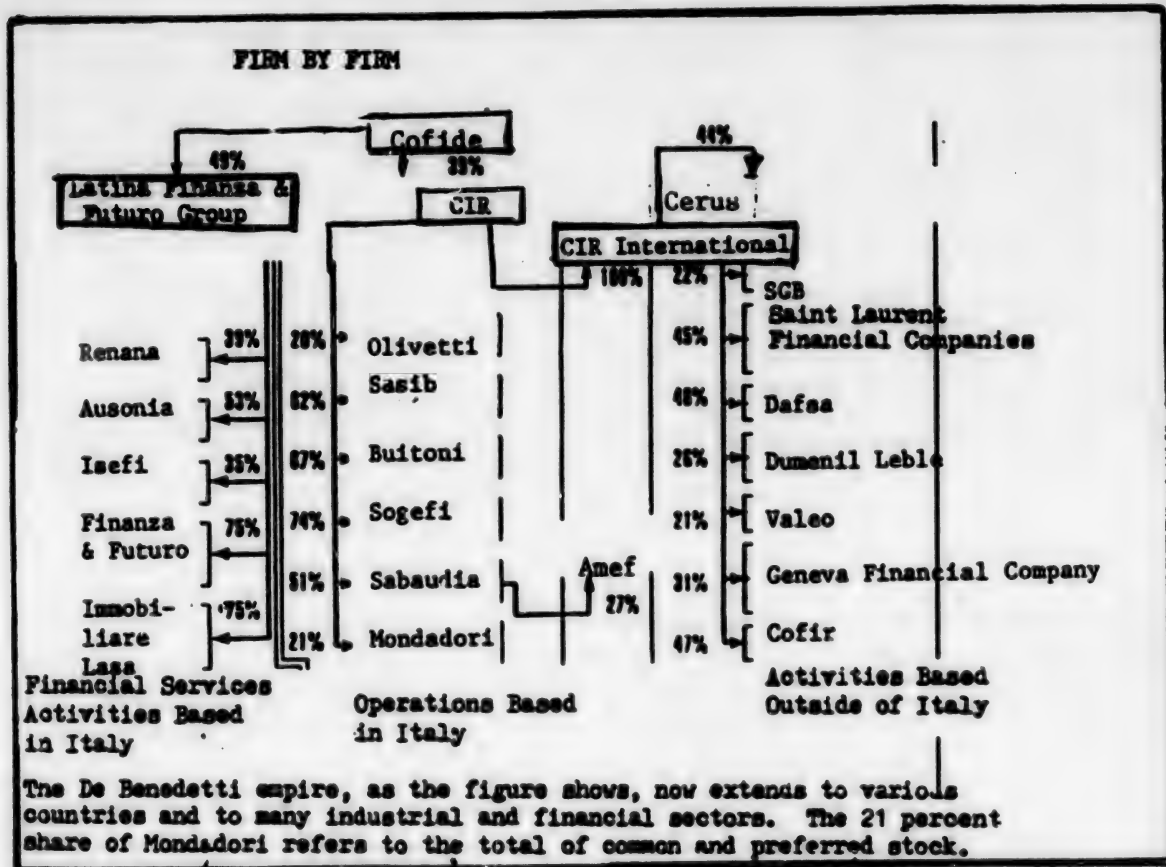 FIRM BY FIRM
Cofide
49%
39%
44%
Latina Finanza &
Futuro Group
CIR
Cerus
CIR International
100%
22%
SGB
Renana
39%
Ausonia
53%
Isefi
35%
Finanza
& Futuro
75%
Immobi-
liare
Lasa
75%
Financial Services
Activities Based
in Italy
20%
Olivetti
62%
Sasib
67%
Buitoni
74%
Sogefi
51%
Sabaudia
21%
Mondadori
Amef
27%
Operations Based
in Italy
45%
Saint Laurent
Financial Companies
Dafsa
26%
Dumenil Leble
21%
Valeo
31%
Geneva Financial Company
47%
Cofir
Activities Based
Outside of Italy
The De Benedetti empire, as the figure shows, now extends to various
countries and to many industrial and financial sectors. The 21 percent
share of Mondadori refers to the total of common and preferred stock.